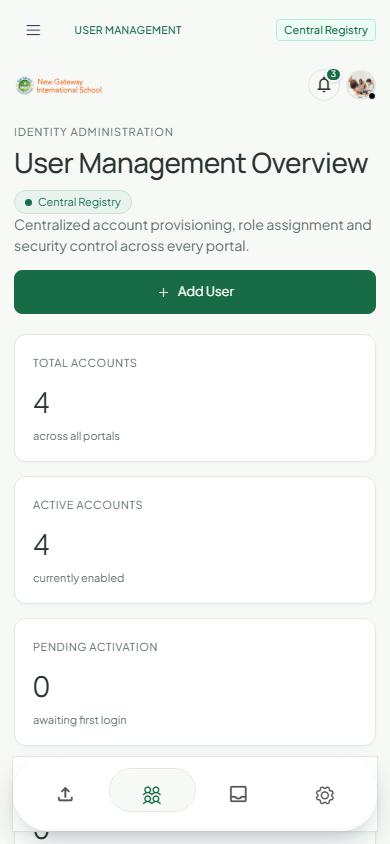 USER MANAGEMENT
Central Registry
New Gateway
International School
3
IDENTITY ADMINISTRATION
User Management Overview
Central Registry
Centralized account provisioning, role assignment and
security control across every portal.
+ Add User
TOTAL ACCOUNTS
4
across all portals
ACTIVE ACCOUNTS
4
currently enabled
PENDING ACTIVATION
0
awaiting first login